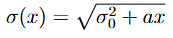 σ(x) = √(σ₀² + ax)